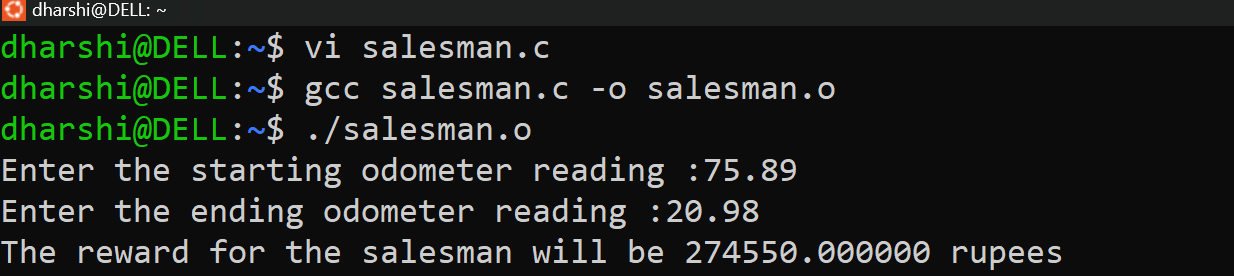 dharshi@DELL: ~
dharshi@DELL:~$ vi salesman.c
dharshi@DELL:~$ gcc salesman.c -o salesman.o
dharshi@DELL:~$ ./salesman.o
Enter the starting odometer reading :75.89
Enter the ending odometer reading :20.98
The reward for the salesman will be 274550.000000 rupees